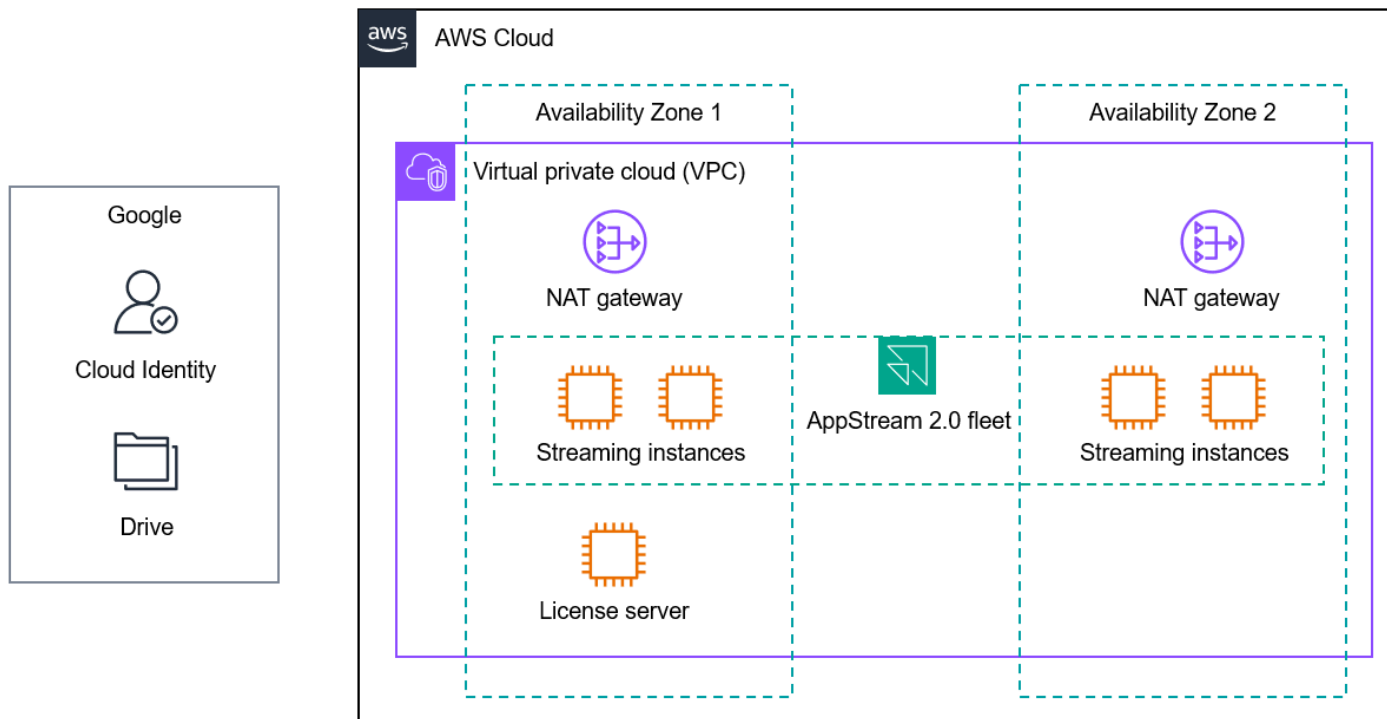 aws
AWS Cloud
Availability Zone 1
Availability Zone 2
Virtual private cloud (VPC)
Google
Cloud Identity
Drive
NAT gateway
NAT gateway
Streaming instances
AppStream 2.0 fleet
Streaming instances
License server